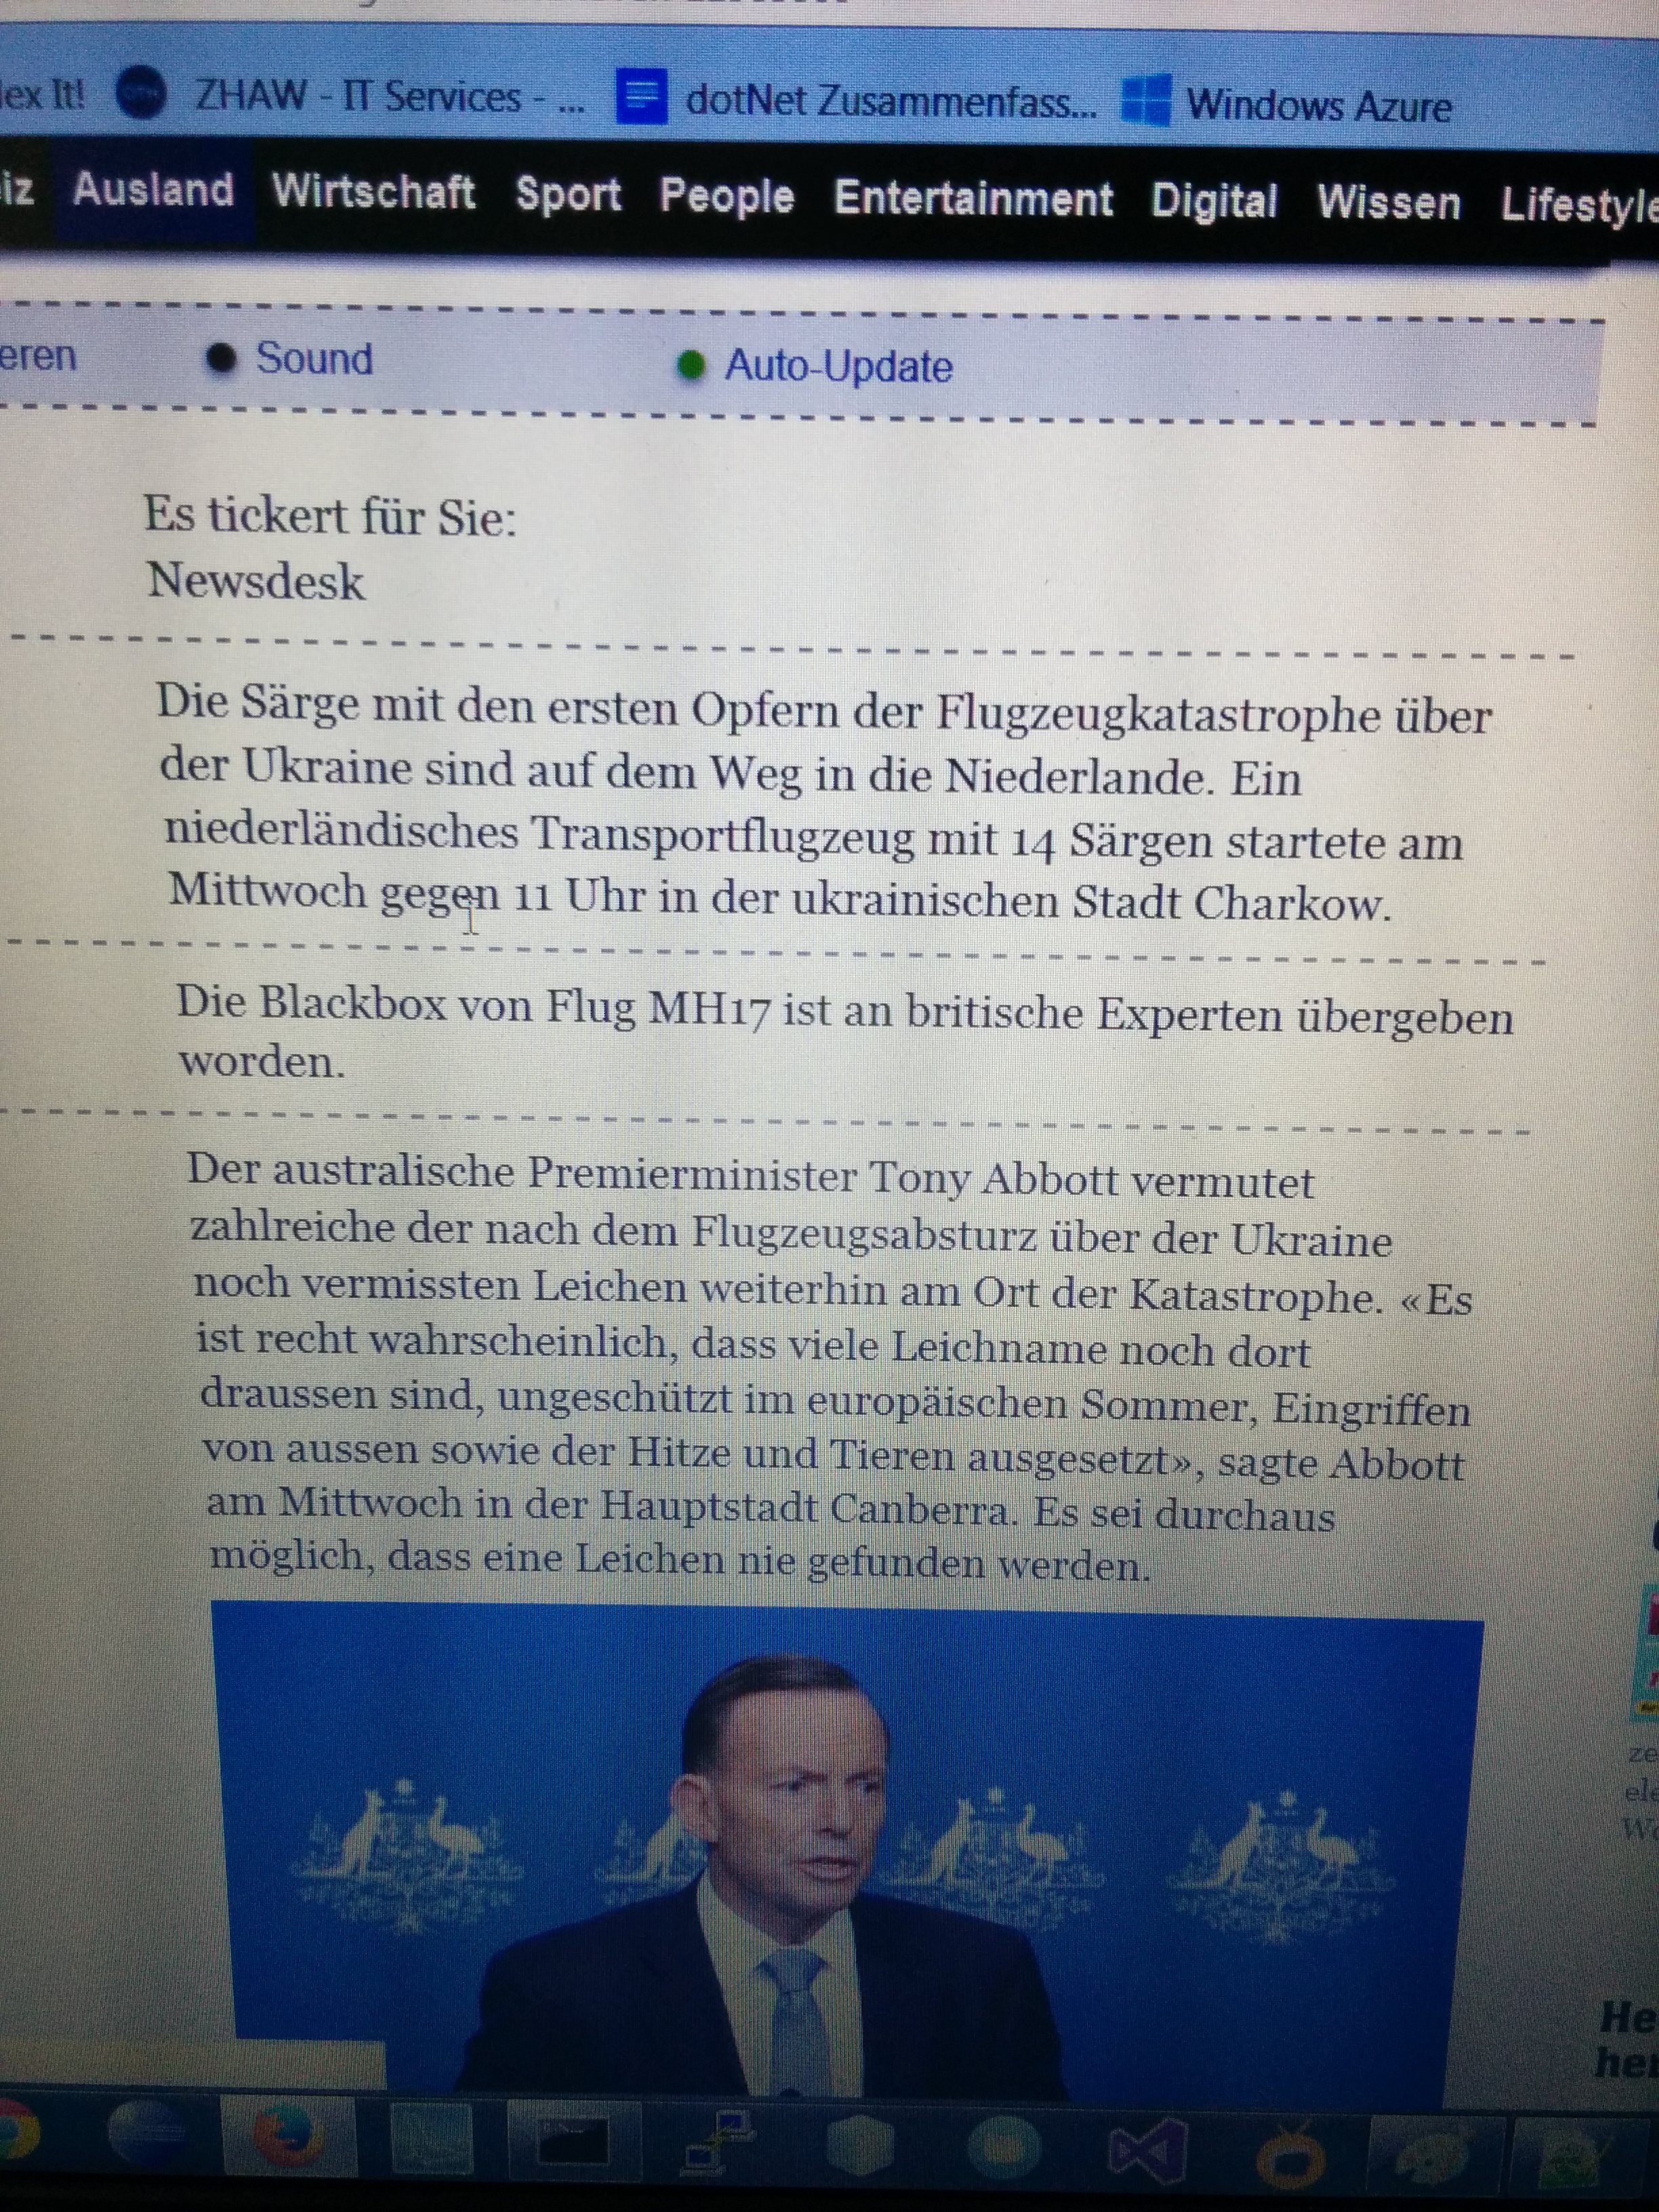 ex It!
ZHAW - IT Services - ...
dotNet Zusammenfass...
Windows Azure
iz Ausland Wirtschaft Sport People Entertainment Digital Wissen Lifestyle
eren Sound Auto-Update
Es tickert für Sie:
Newsdesk
Die Särge mit den ersten Opfern der Flugzeugkatastrophe über
der Ukraine sind auf dem Weg in die Niederlande. Ein
niederländisches Transportflugzeug mit 14 Särgen startete am
Mittwoch gegen 11 Uhr in der ukrainischen Stadt Charkow.
Die Blackbox von Flug MH17 ist an britische Experten übergeben
worden.
Der australische Premierminister Tony Abbott vermutet
zahlreiche der nach dem Flugzeugsabsturz über der Ukraine
noch vermissten Leichen weiterhin am Ort der Katastrophe. «Es
ist recht wahrscheinlich, dass viele Leichname noch dort
draussen sind, ungeschützt im europäischen Sommer, Eingriffen
von aussen sowie der Hitze und Tieren ausgesetzt», sagte Abbott
am Mittwoch in der Hauptstadt Canberra. Es sei durchaus
möglich, dass eine Leichen nie gefunden werden.
ze
ele
He
her